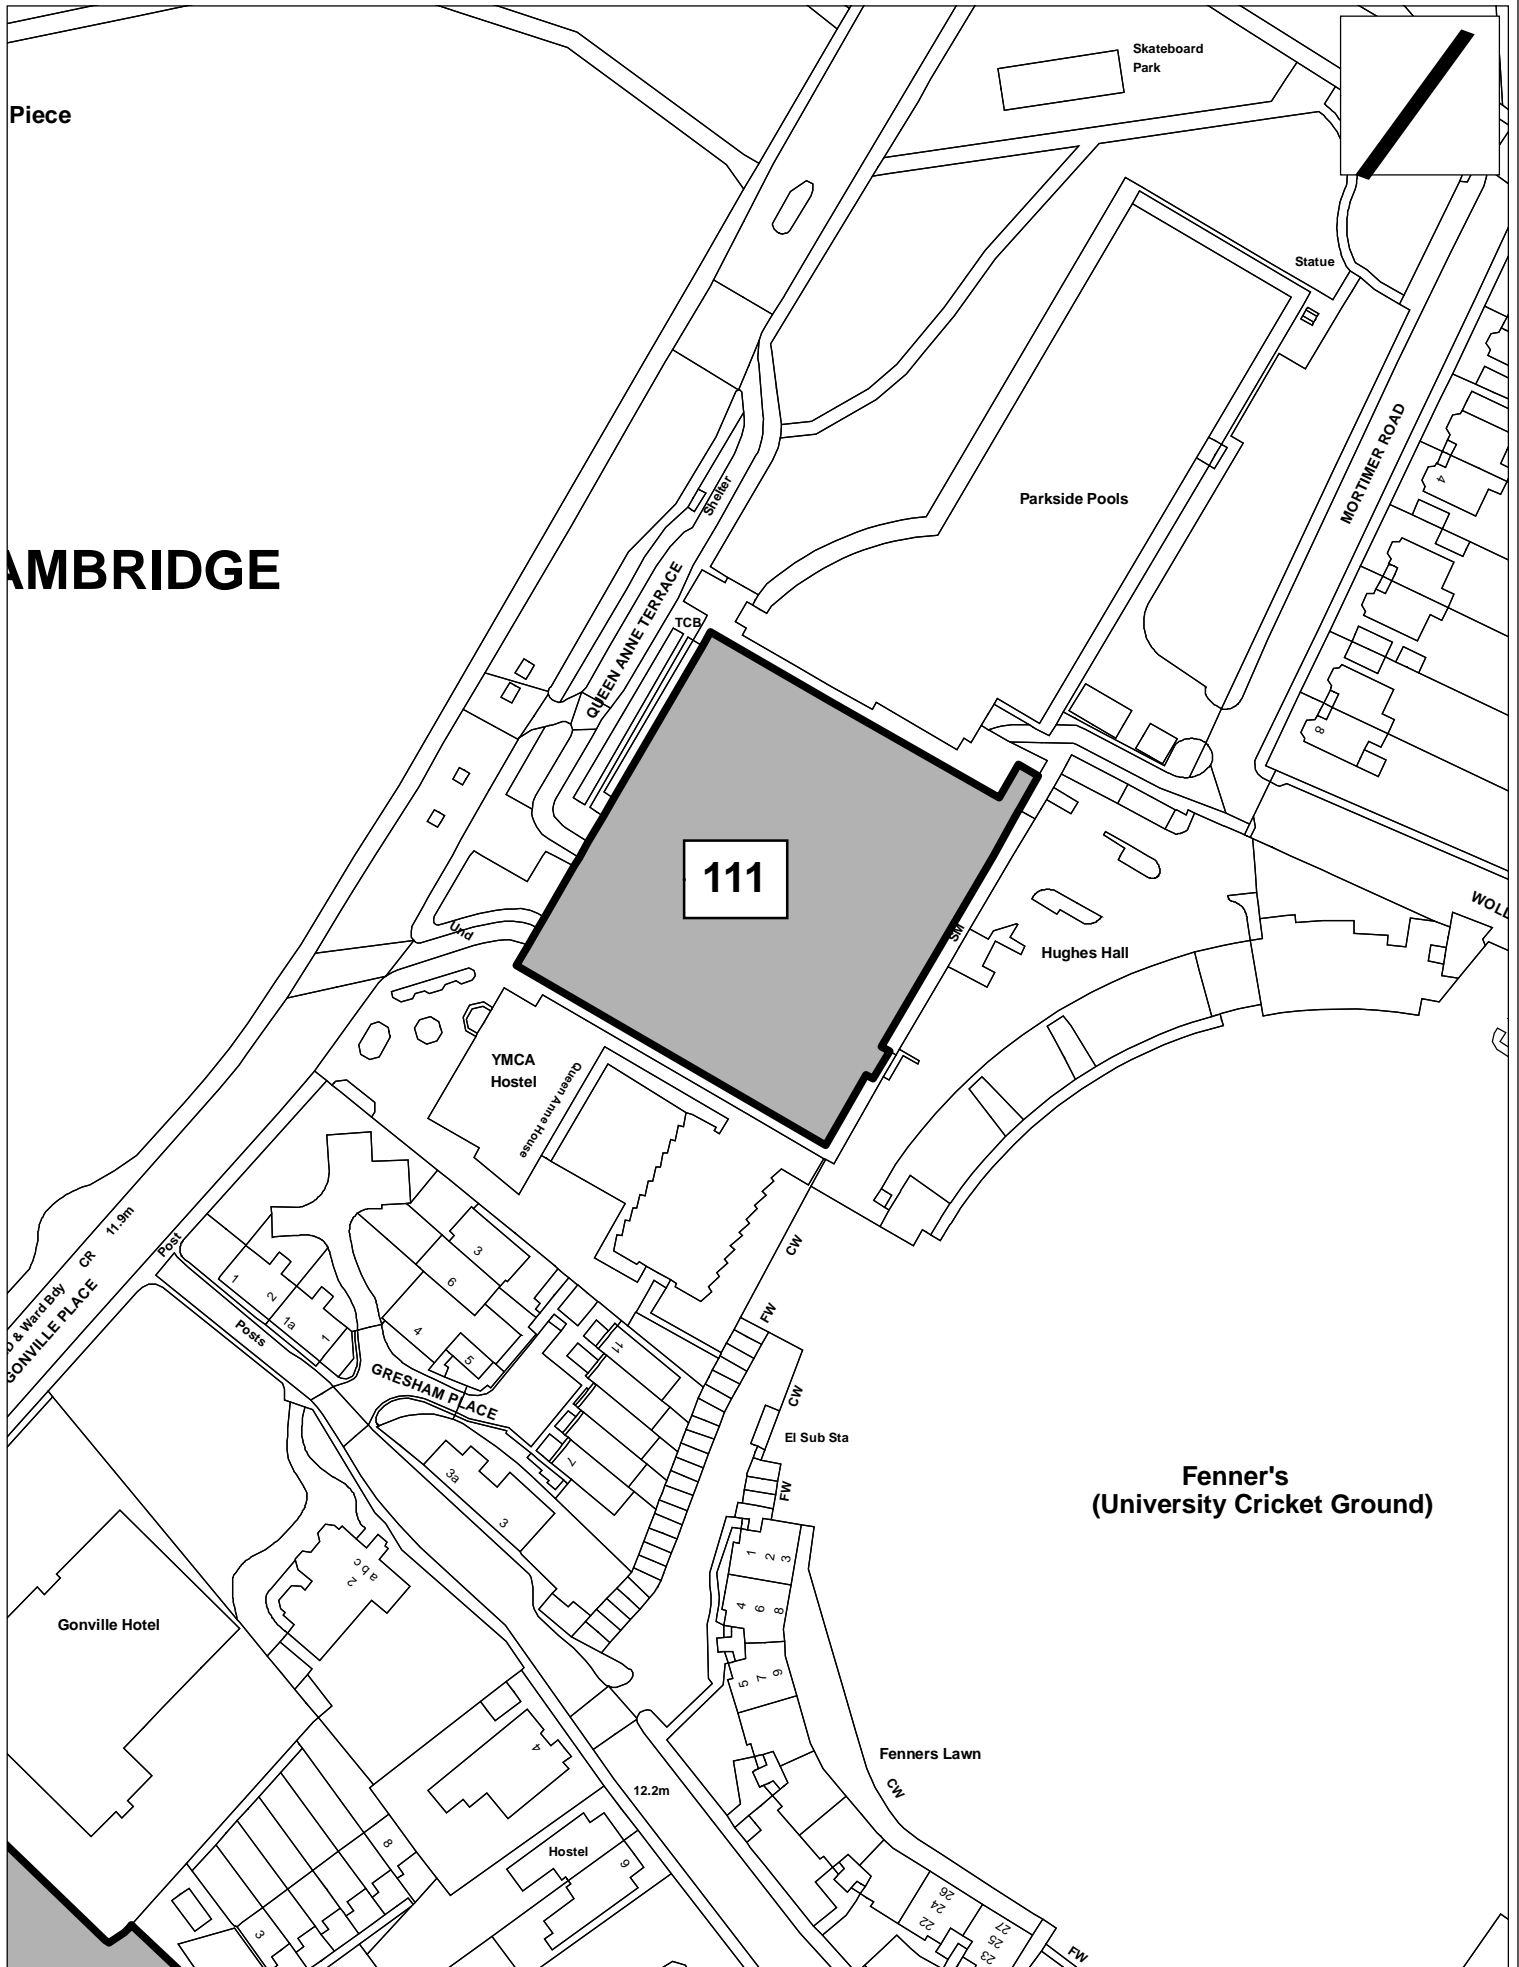 Skateboard
Park
Piece
Statue
MORTIMER ROAD
4
Shelter
Parkside Pools
AMBRIDGE
QUEEN ANNE TERRACE
TCB
8
111
WOLL
Und
SM
Hughes Hall
YMCA
Hostel
Queen Anne House
CR 11.9m
Post
CW
D & Ward Bdy
GONVILLE PLACE
3
6
1
2
1a
1
Posts
4
5
FW
11
GRESHAM PLACE
CW
El Sub Sta
7
3a
3
FW
Fenner's
(University Cricket Ground)
1
2
3
a b c
2
4
6
8
Gonville Hotel
5
7
9
4
Fenners Lawn
CW
12.2m
8
Hostel
6
3
26
24
22
27
25
23
FW